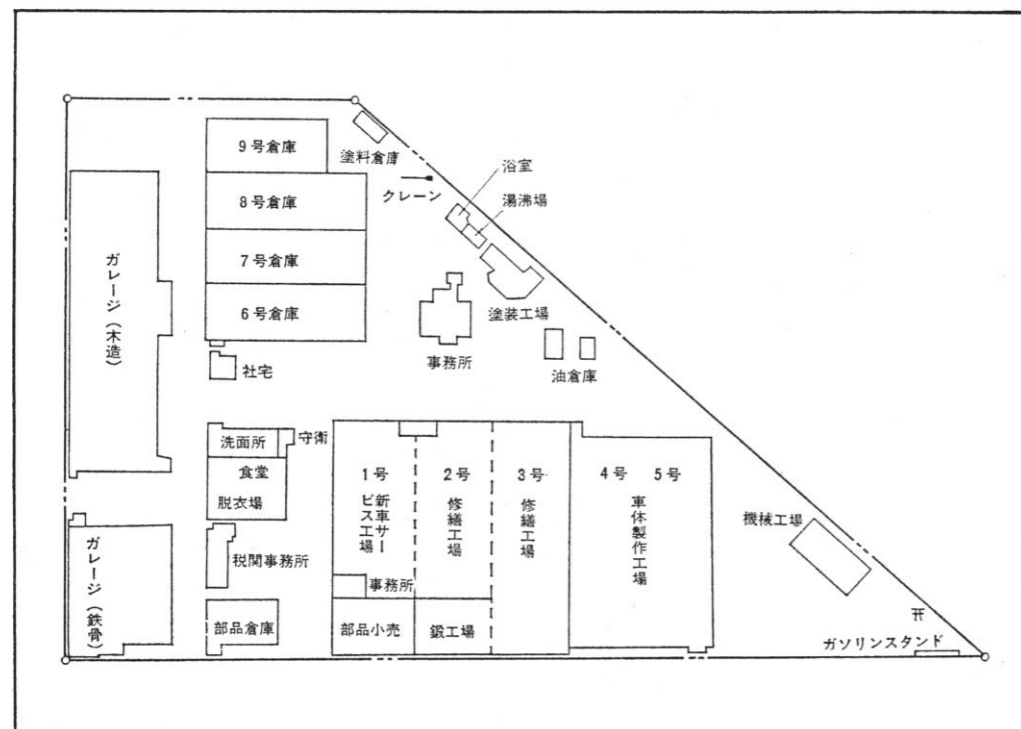 9号倉庫
塗料倉庫
浴室
クレーン
湯沸場
8号倉庫
7号倉庫
6号倉庫
ガレージ（木造）
塗装工場
事務所
油倉庫
社宅
洗面所
守衛
食堂
脱衣場
1号
新車サー
ビス工場
2号
修繕工場
3号
修繕工場
4号 5号
車体製作工場
機械工場
ガレージ（鉄骨）
税関事務所
事務所
部品倉庫
部品小売
鍛工場
ガソリンスタンド